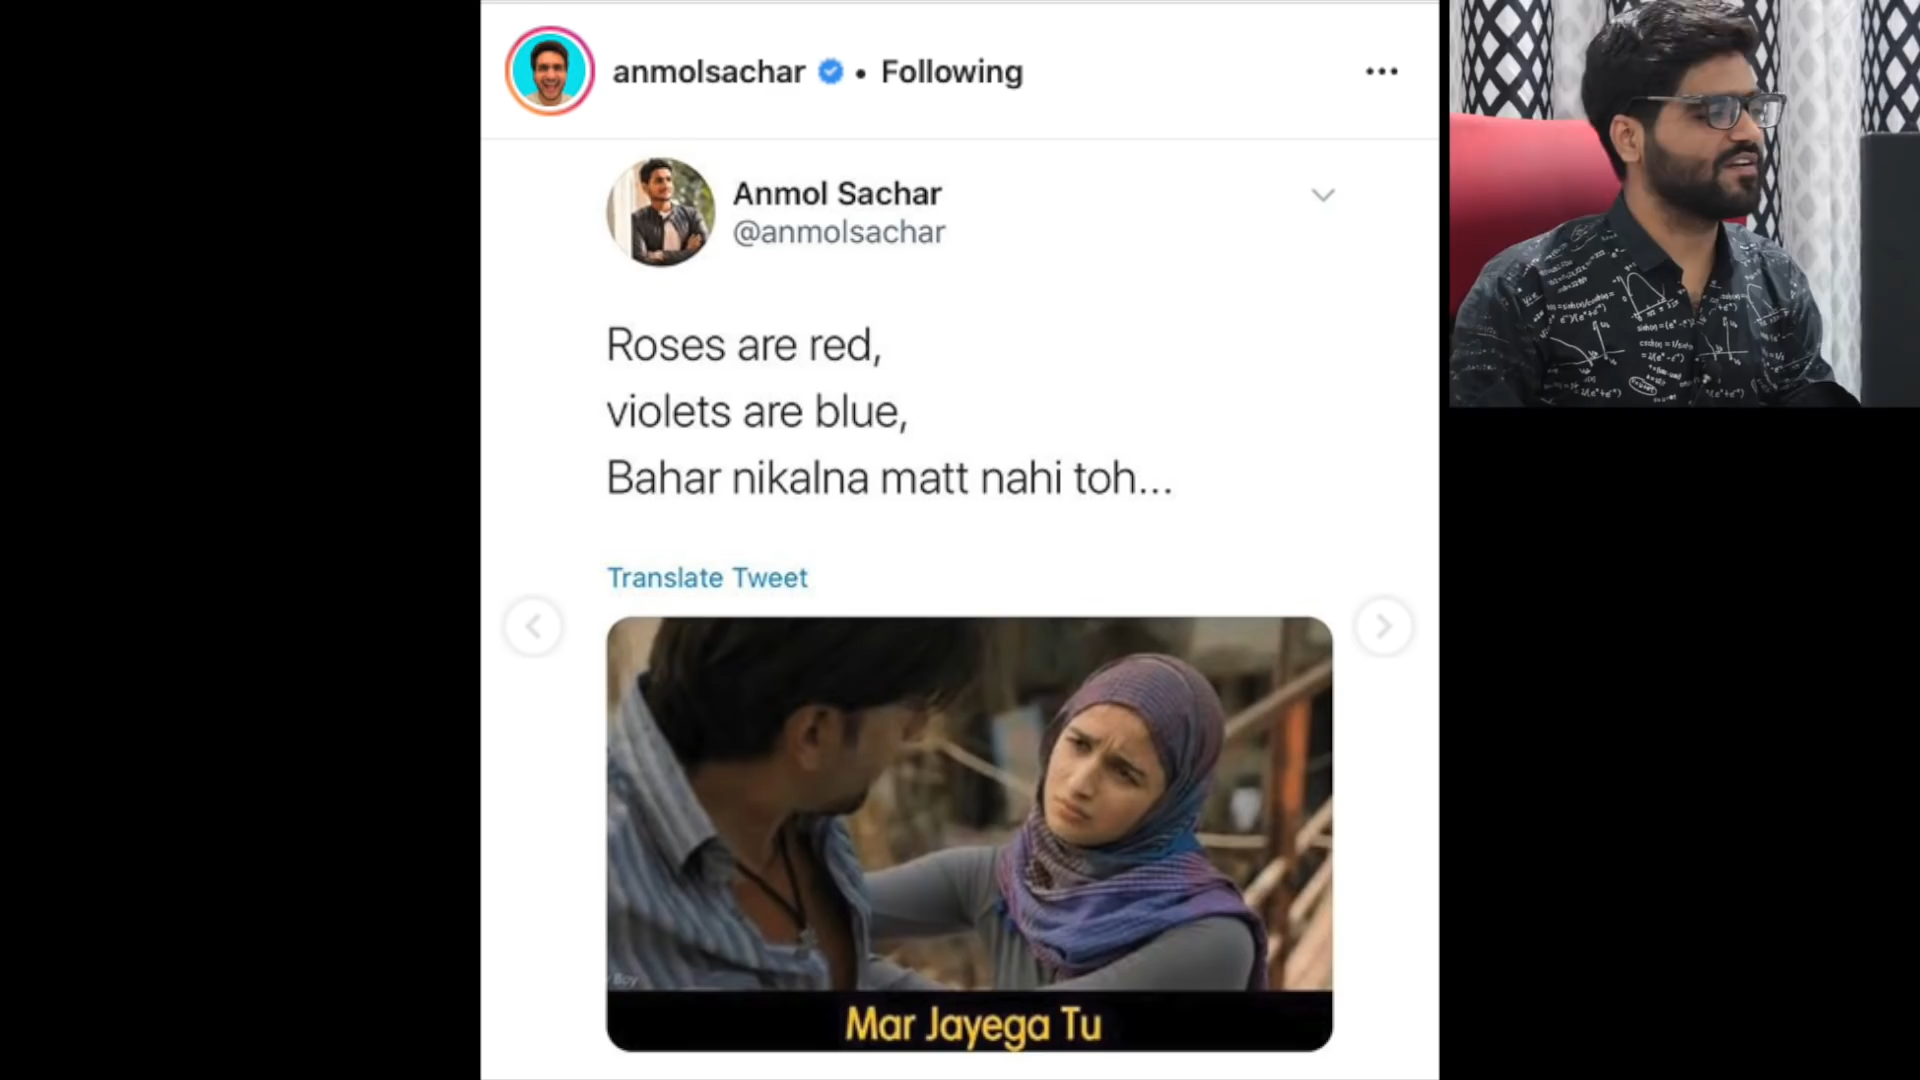 anmolsachar • Following
Anmol Sachar
@anmolsachar
Roses are red,
violets are blue,
Bahar nikalna matt nahi toh...
Translate Tweet
Boy
Mar Jayega Tu